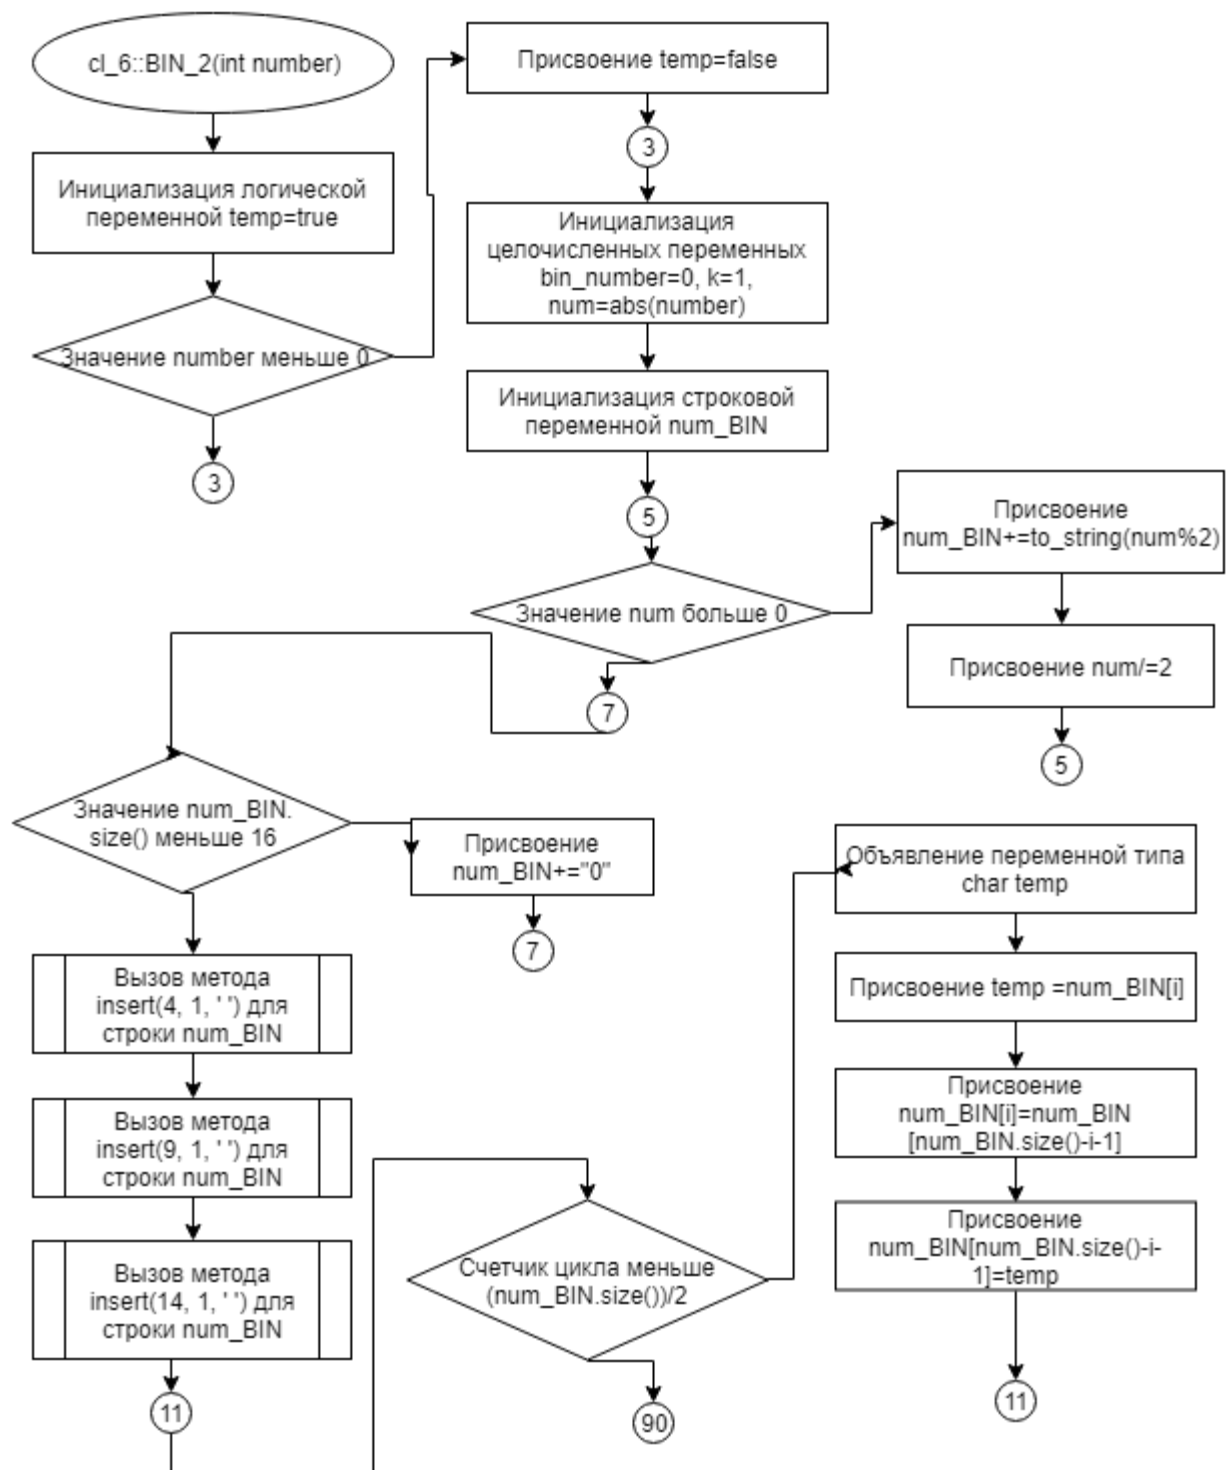 cl_6::BIN_2(int number)
Инициализация логической
переменной temp=true
Значение number меньше 0
3
Присвоение temp=false
3
Инициализация
целочисленных переменных
bin_number=0, k=1,
num=abs(number)
Инициализация строковой
переменной num_BIN
5
Значение num больше 0
Присвоение
num_BIN+=to_string(num%2)
Присвоение num/=2
5
7
Значение num_BIN.
size() меньше 16
Присвоение
num_BIN+="0"
7
Вызов метода
insert(4, 1, ' ') для
строки num_BIN
Вызов метода
insert(9, 1, ' ') для
строки num_BIN
Вызов метода
insert(14, 1, ' ') для
строки num_BIN
11
Счетчик цикла меньше
(num_BIN.size())/2
90
Объявление переменной типа
char temp
Присвоение temp =num_BIN[i]
Присвоение
num_BIN[i]=num_BIN
[num_BIN.size()-i-1]
Присвоение
num_BIN[num_BIN.size()-i-
1]=temp
11